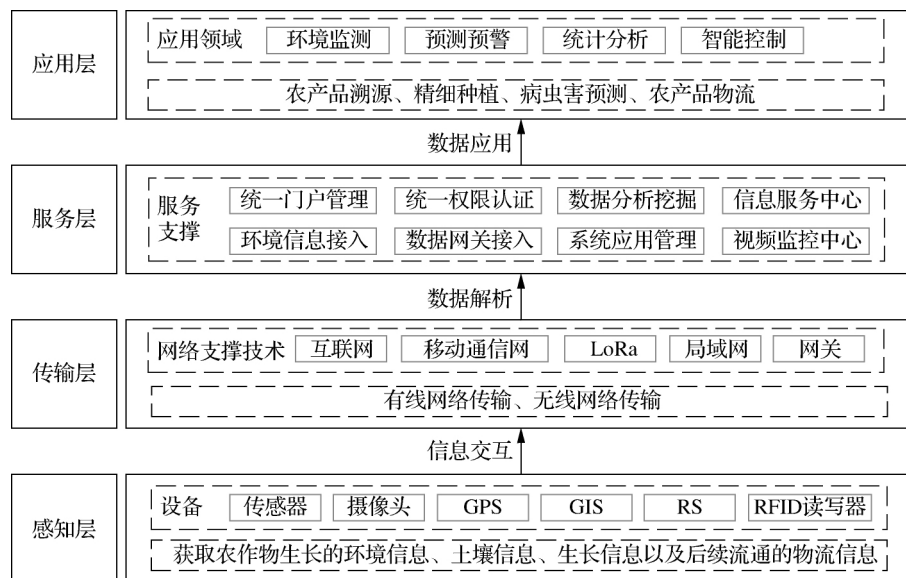 应用层
应用领域 环境监测 预测预警 统计分析 智能控制
农产品溯源、精细种植、病虫害预测、农产品物流
数据应用
服务层
服务支撑
统一门户管理 统一权限认证 数据分析挖掘 信息服务中心
环境信息接入 数据网关接入 系统应用管理 视频监控中心
数据解析
传输层
网络支撑技术 互联网 移动通信网 LoRa 局域网 网关
有线网络传输、无线网络传输
信息交互
感知层
设备 传感器 摄像头 GPS GIS RS RFID读写器
获取农作物生长的环境信息、土壤信息、生长信息以及后续流通的物流信息